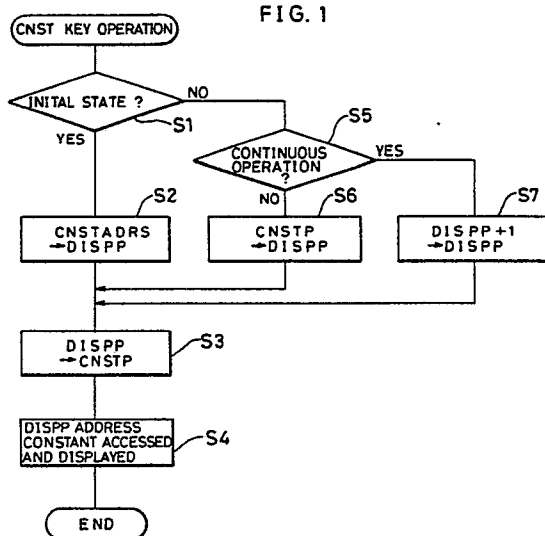 FIG. 1
CNST KEY OPERATION
INITAL STATE ?
NO
S1
YES
S5
CONTINUOUS
OPERATION
?
YES
NO
S2
CNSTADRS
→DISPP
S6
CNSTP
→DISPP
S7
DISPP+1
→DISPP
DISPP
→CNSTP
S3
DISPP ADDRESS
CONSTANT ACCESSED
AND DISPLAYED
S4
END